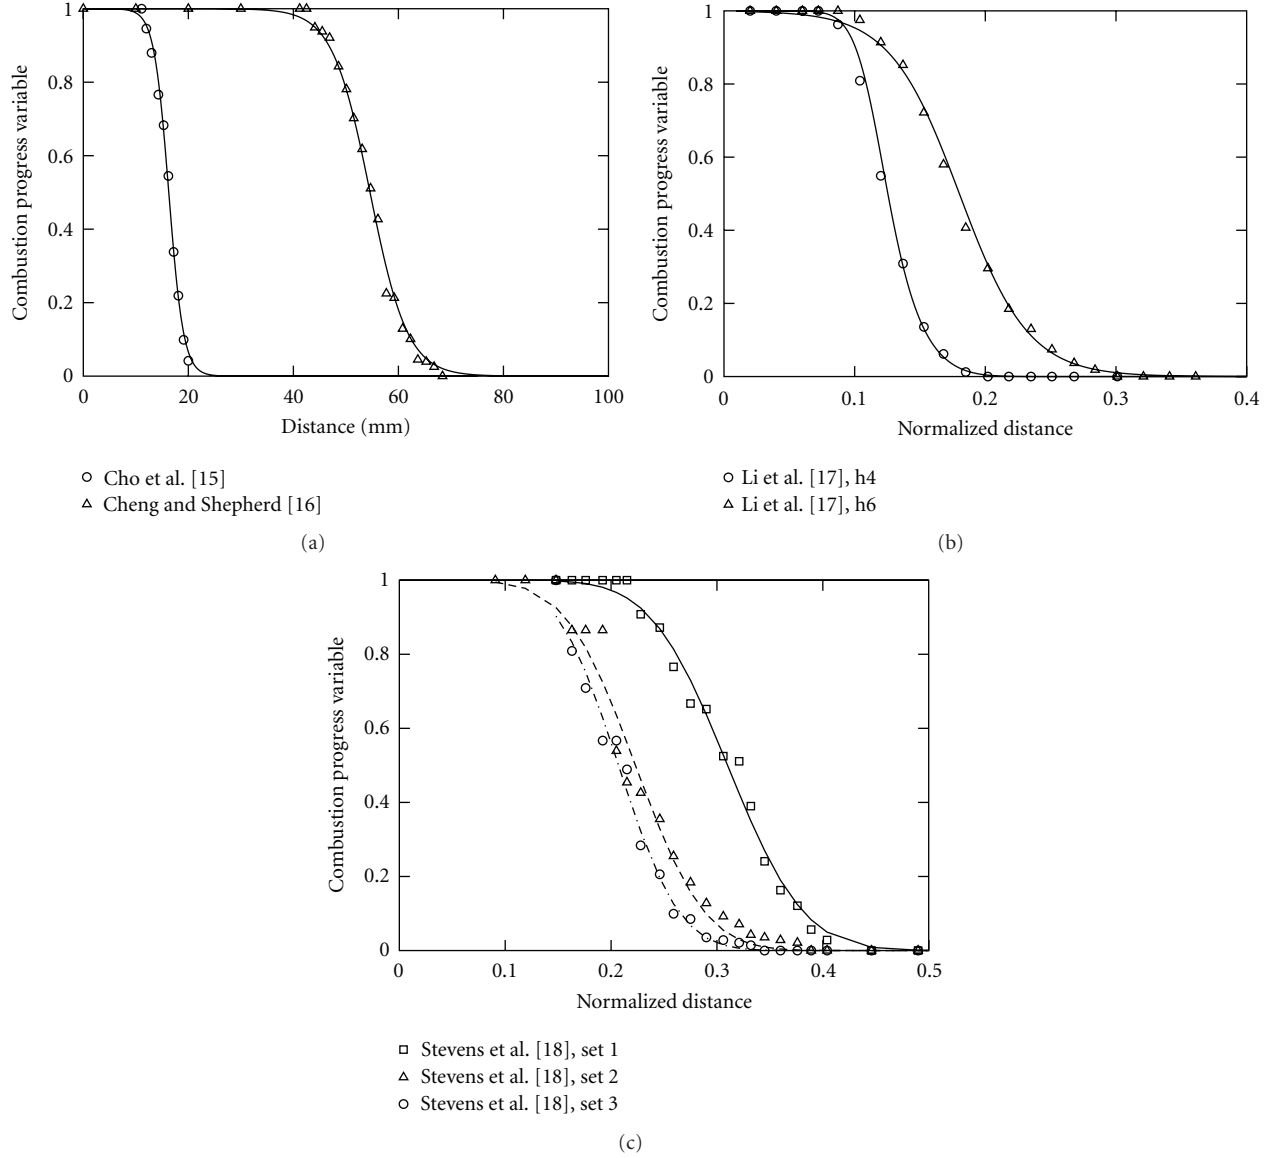 1
0.8
0.6
0.4
0.2
0
Combustion progress variable
0 20 40 60 80 100
Distance (mm)
Cho et al. [15]
Cheng and Shepherd [16]
(a)
1
0.8
0.6
0.4
0.2
0
Combustion progress variable
0 0.1 0.2 0.3 0.4
Normalized distance
Li et al. [17], h4
Li et al. [17], h6
(b)
1
0.8
0.6
0.4
0.2
0
Combustion progress variable
0 0.1 0.2 0.3 0.4 0.5
Normalized distance
Stevens et al. [18], set 1
Stevens et al. [18], set 2
Stevens et al. [18], set 3
(c)